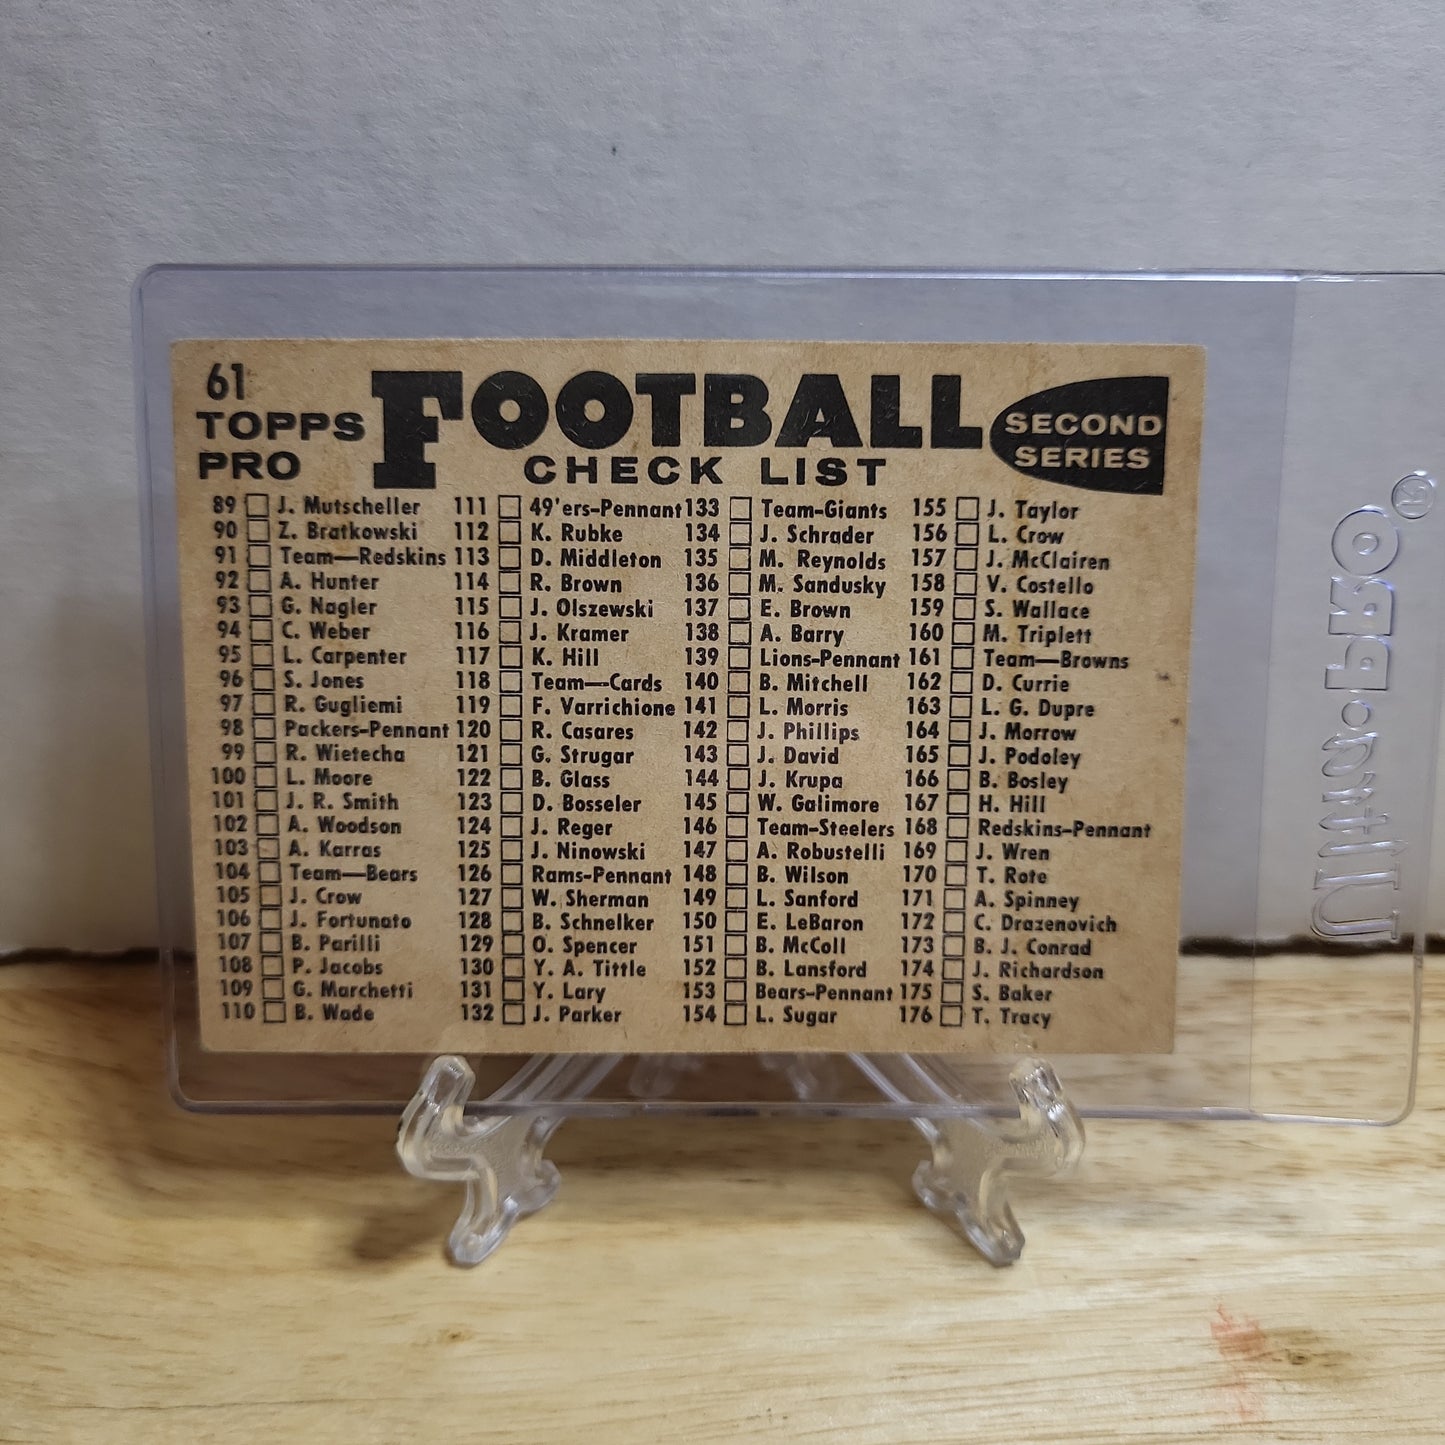 61
TOPPS
PRO
FOOTBALL
CHECK LIST
SECOND
SERIES
89 J. Mutscheller
90 Z. Bratkowski
91 Team—Redskins
92 A. Hunter
93 G. Nagler
94 C. Weber
95 L. Carpenter
96 S. Jones
97 R. Gugliemi
98 Packers-Pennant
99 R. Wietecha
100 L. Moore
101 J. R. Smith
102 A. Woodson
103 A. Karras
104 Team—Bears
105 J. Crow
106 J. Fortunato
107 B. Parilli
108 P. Jacobs
109 G. Marchetti
110 B. Wade
111 49'ers-Pennant
112 K. Rubke
113 D. Middleton
114 R. Brown
115 J. Olszewski
116 J. Kramer
117 K. Hill
118 Team—Cards
119 F. Varrichione
120 R. Casares
121 G. Strugar
122 B. Glass
123 D. Bosseler
124 J. Reger
125 J. Ninowski
126 Rams-Pennant
127 W. Sherman
128 B. Schnelker
129 O. Spencer
130 Y. A. Tittle
131 Y. Lary
132 J. Parker
133 Team-Giants
134 J. Schrader
135 M. Reynolds
136 M. Sandusky
137 E. Brown
138 A. Barry
139 Lions-Pennant
140 B. Mitchell
141 L. Morris
142 J. Phillips
143 J. David
144 J. Krupa
145 W. Galimore
146 Team-Steelers
147 A. Robustelli
148 B. Wilson
149 L. Sanford
150 E. LeBaron
151 B. McColl
152 B. Lansford
153 Bears-Pennant
154 L. Sugar
155 J. Taylor
156 L. Crow
157 J. McClairen
158 V. Costello
159 S. Wallace
160 M. Triplett
161 Team—Browns
162 D. Currie
163 L. G. Dupre
164 J. Morrow
165 J. Podoley
166 B. Bosley
167 H. Hill
168 Redskins-Pennant
169 J. Wren
170 T. Rote
171 A. Spinney
172 C. Drazenovich
173 B. J. Conrad
174 J. Richardson
175 S. Baker
176 T. Tracy
Ultra•PRO®